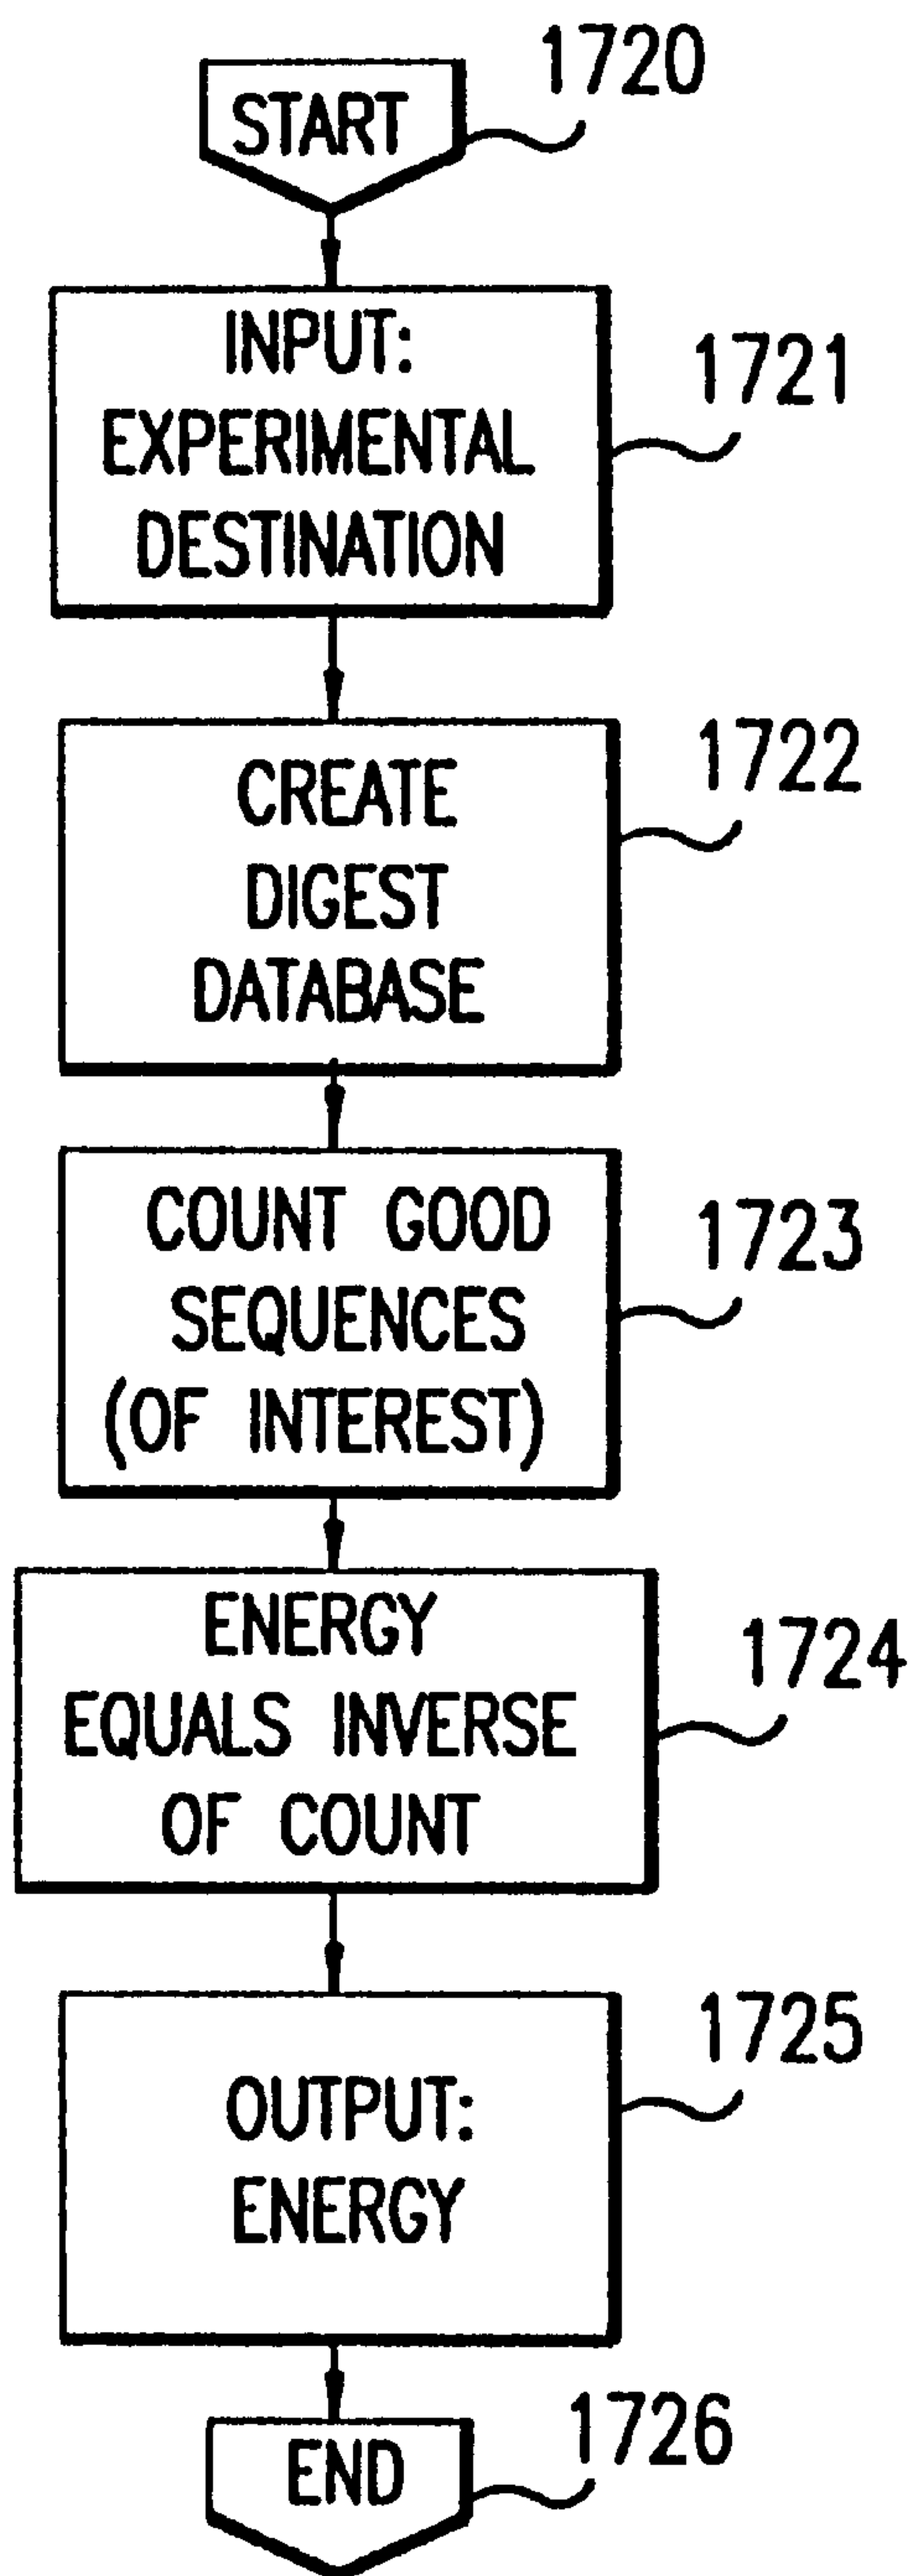 START
1720
INPUT:
EXPERIMENTAL
DESTINATION
1721
CREATE
DIGEST
DATABASE
1722
COUNT GOOD
SEQUENCES
(OF INTEREST)
1723
ENERGY
EQUALS INVERSE
OF COUNT
1724
OUTPUT:
ENERGY
1725
END
1726